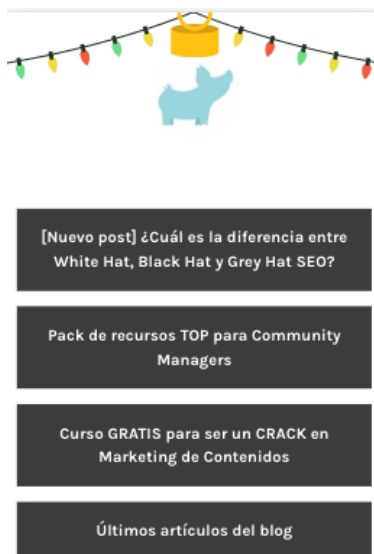 [Nuevo post] ¿Cuál es la diferencia entre
White Hat, Black Hat y Grey Hat SEO?
Pack de recursos TOP para Community
Managers
Curso GRATIS para ser un CRACK en
Marketing de Contenidos
Últimos artículos del blog